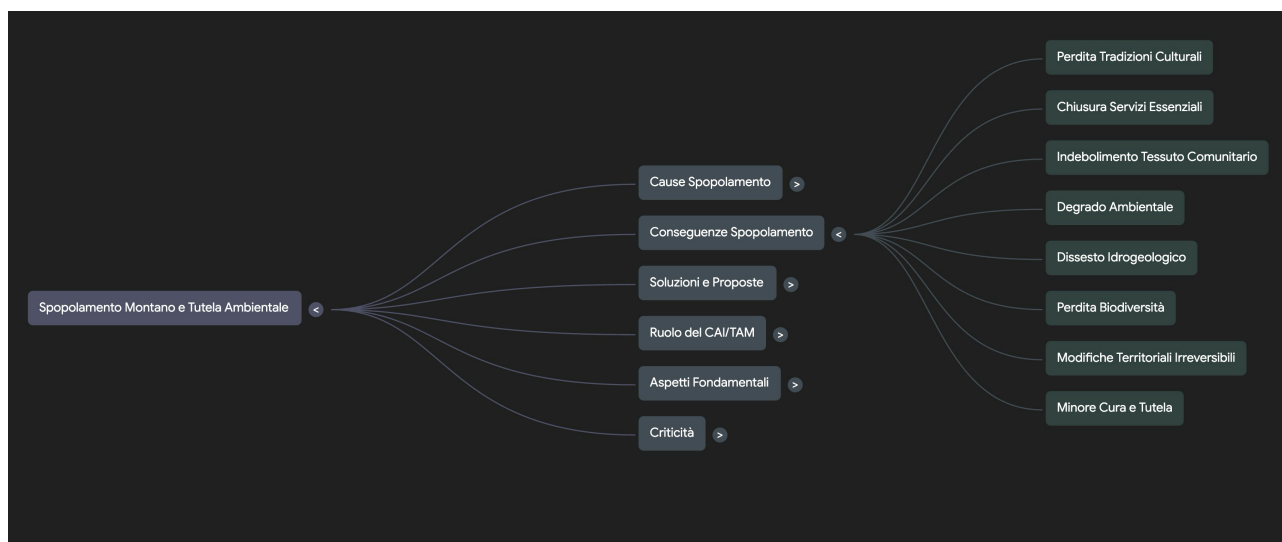 Spopolamento Montano e Tutela Ambientale <
Cause Spopolamento >
Conseguenze Spopolamento <
Soluzioni e Proposte >
Ruolo del CAI/TAM >
Aspetti Fondamentali >
Criticità >
Perdita Tradizioni Culturali
Chiusura Servizi Essenziali
Indebolimento Tessuto Comunitario
Degrado Ambientale
Dissesto Idrogeologico
Perdita Biodiversità
Modifiche Territoriali Irreversibili
Minore Cura e Tutela